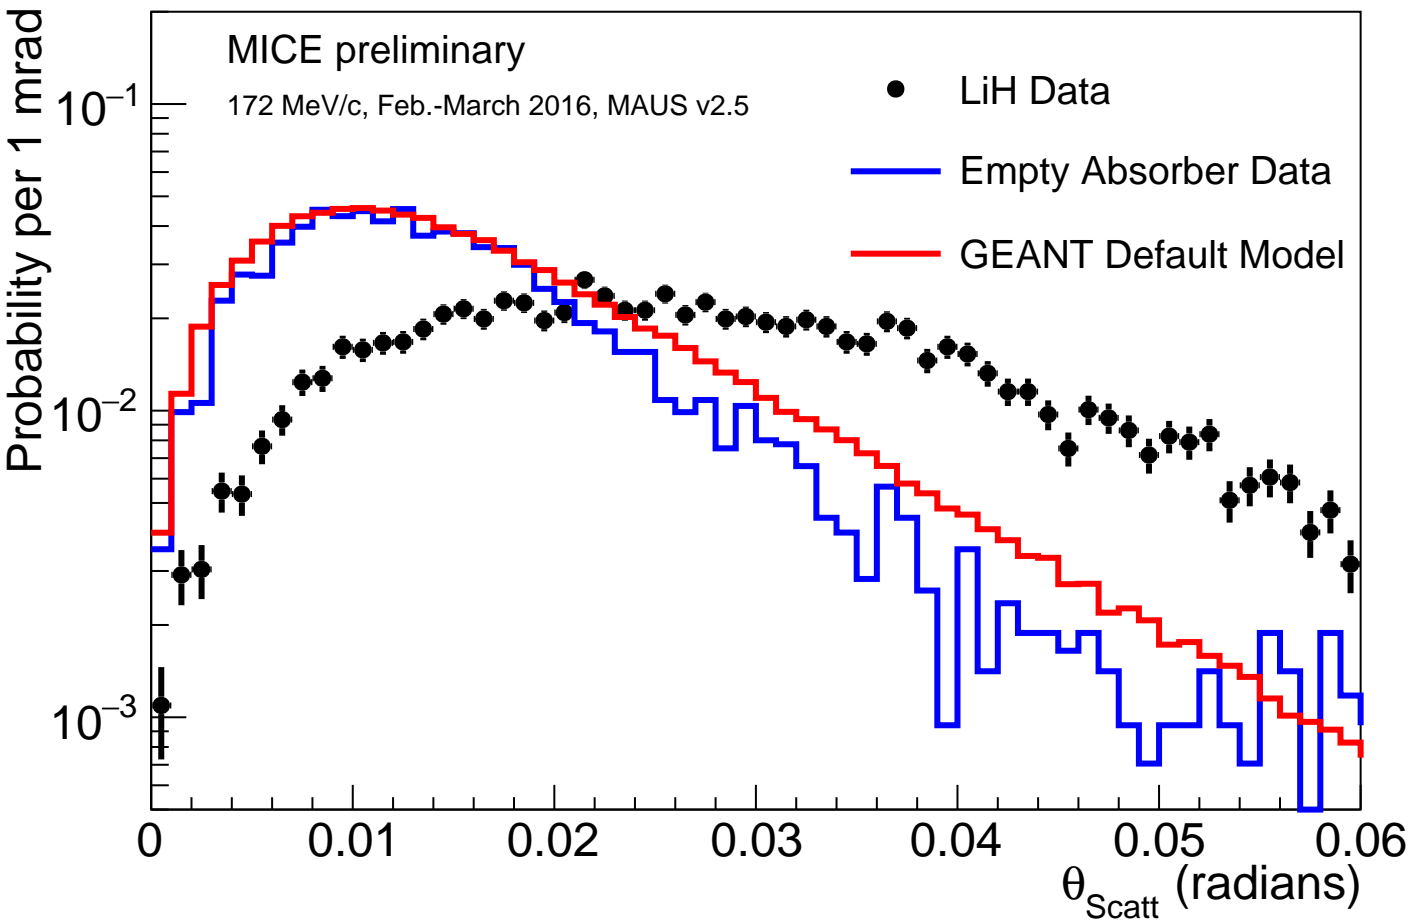 MICE preliminary
172 MeV/c, Feb.-March 2016, MAUS v2.5
LiH Data
Empty Absorber Data
GEANT Default Model
Probability per 1 mrad
10⁻¹
10⁻²
10⁻³
0 0.01 0.02 0.03 0.04 0.05 0.06
θ_Scatt (radians)